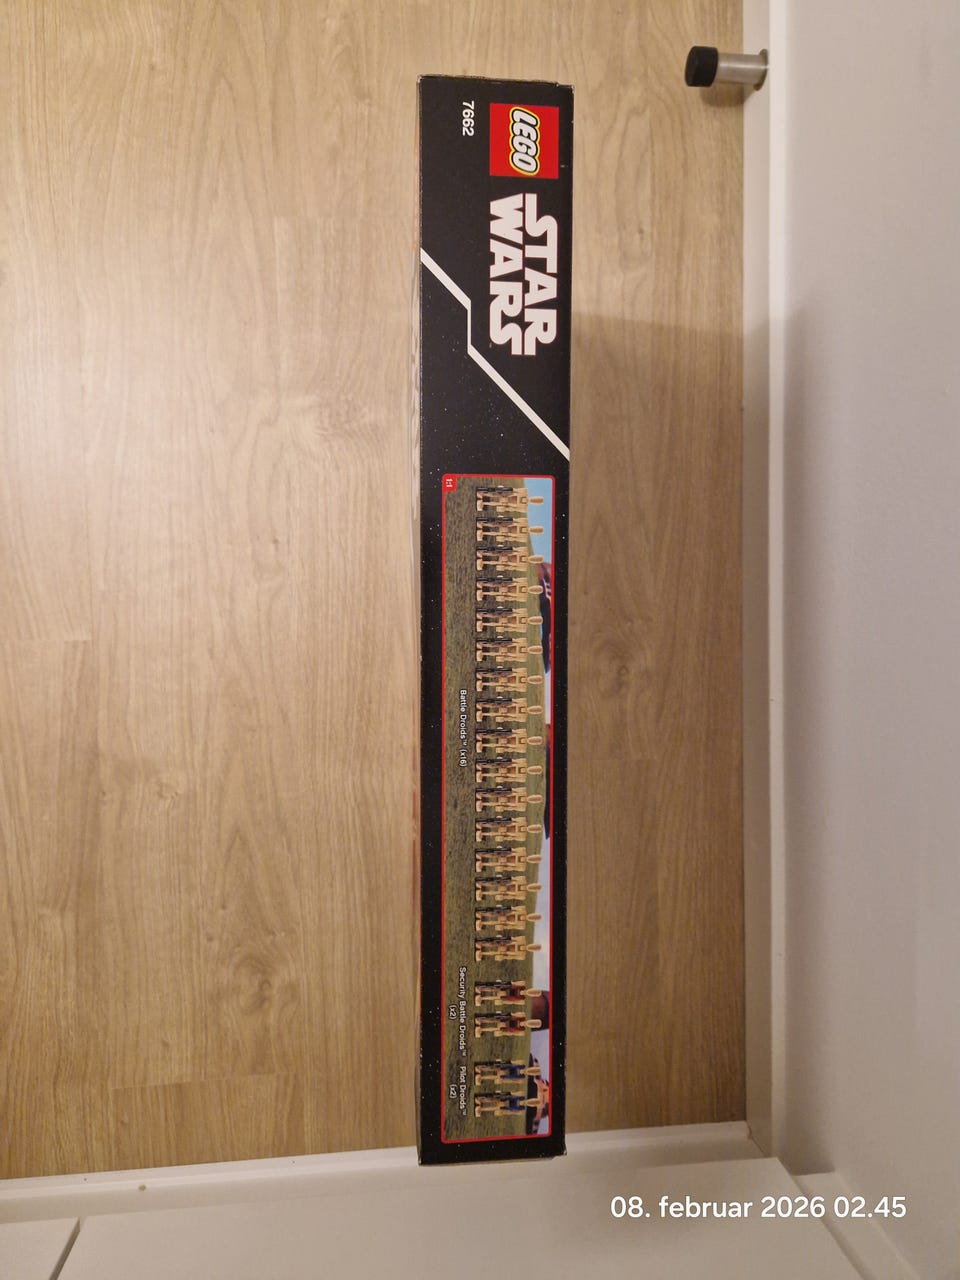 LEGO
STAR
WARS
7662
1:1
Battle Droids™ (x16)
Security Battle Droids™
(x2)
Pilot Droids™
(x2)
08. februar 2026 02.45